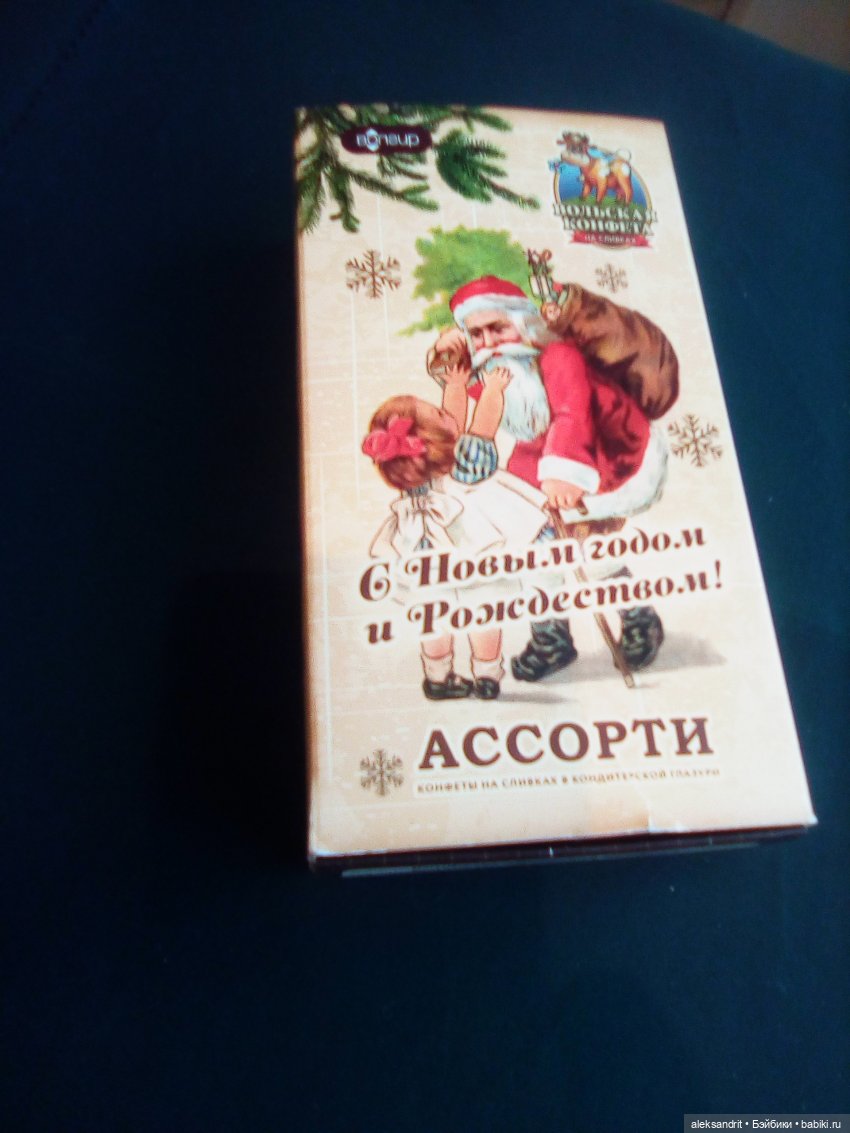 Вольская
конфета
на сливках
С Новым годом
и Рождеством!
АССОРТИ
КОНФЕТЫ НА СЛИВКАХ В КОНДИТЕРСКОЙ ГЛАЗУРИ
aleksandrit • Бэйбики • babiki.ru